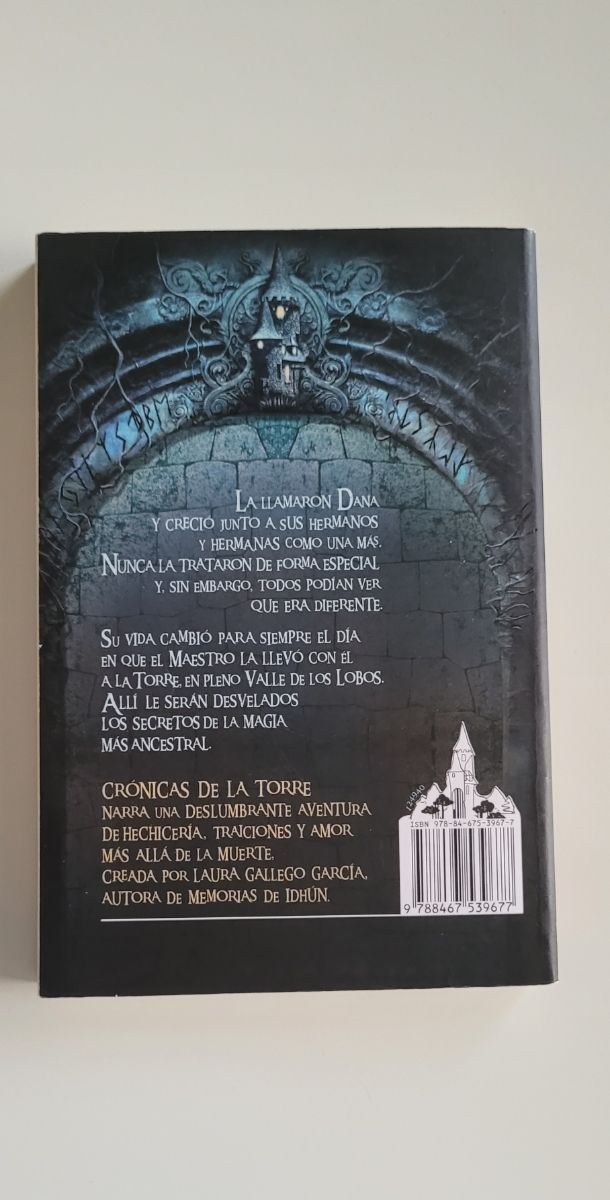 La llamaron Dana
y creció junto a sus hermanos
y hermanas como una más.
Nunca la trataron de forma especial
y, sin embargo, todos podían ver
que era diferente.
Su vida cambió para siempre el día
en que el Maestro la llevó con él
a la Torre, en pleno Valle de los Lobos.
Allí le serán desvelados
los secretos de la magia
más ancestral.
Crónicas de la Torre
narra una deslumbrante aventura
de hechicería, traiciones y amor
más allá de la muerte,
creada por Laura Gallego García,
autora de Memorias de Idhún.
124940
ISBN 978-84-675-3967-7
9 788467 539677